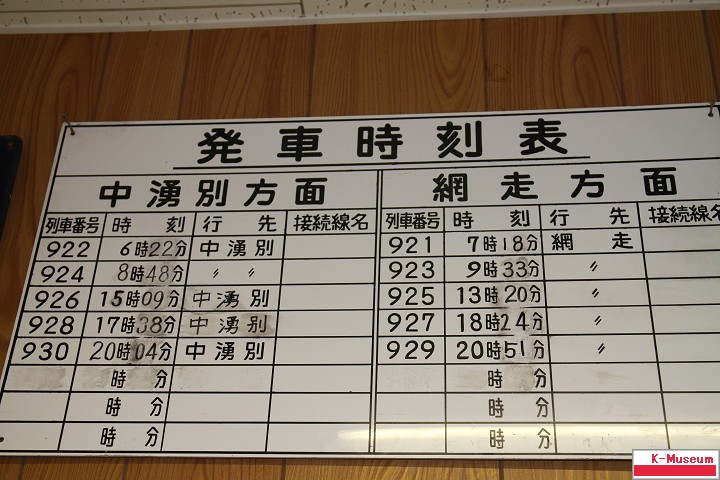 発車時刻表
中湧別方面 網走方面
列車番号 時刻 行先 接続線名 列車番号 時刻 行先 接続線名
922 6時22分 中湧別 921 7時18分 網走
924 8時48分 〃 〃 923 9時33分 〃
926 15時09分 中湧別 925 13時20分 〃
928 17時38分 中湧別 927 18時24分 〃
930 20時04分 中湧別 929 20時51分 〃
時 分 時 分
時 分 時 分
時 分 時 分
K-Museum